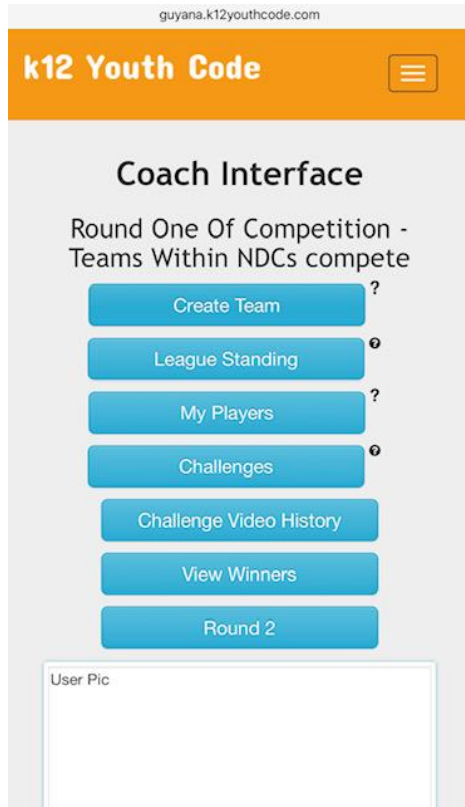 guyana.k12youthcode.com
k12 Youth Code
Coach Interface
Round One Of Competition -
Teams Within NDCs compete
Create Team
?
League Standing
?
My Players
?
Challenges
?
Challenge Video History
View Winners
Round 2
User Pic